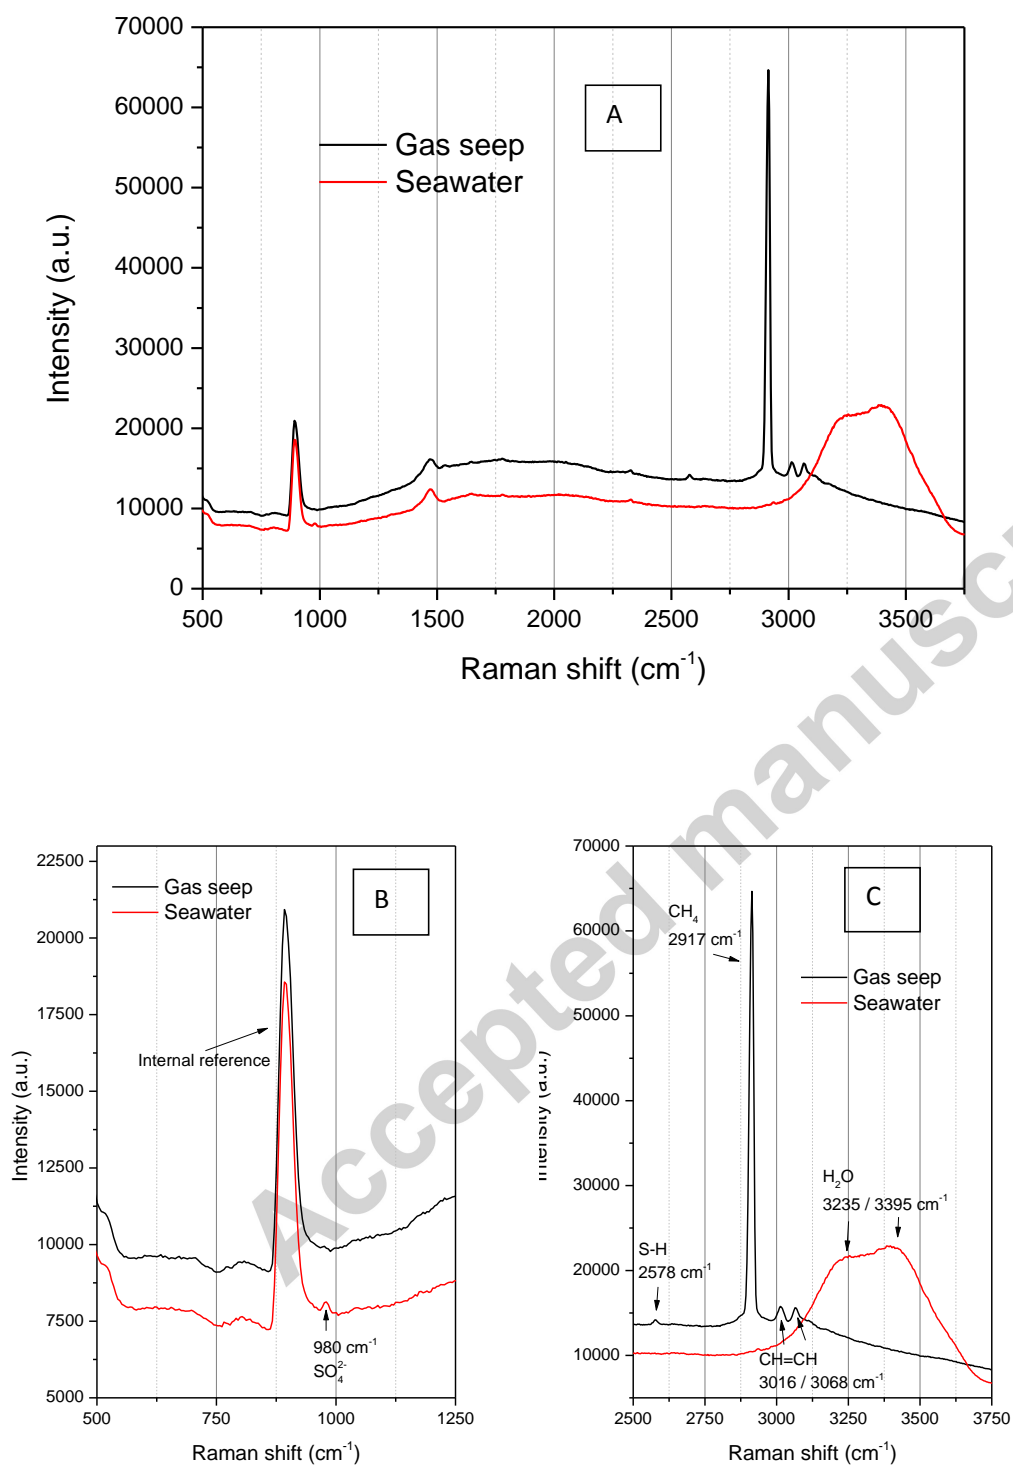 70000
60000
50000
40000
30000
20000
10000
0
Intensity (a.u.)
A
Gas seep
Seawater
500 1000 1500 2000 2500 3000 3500
Raman shift (cm⁻¹)
Accepted manusc
22500
20000
17500
15000
12500
10000
7500
5000
Intensity (a.u.)
Gas seep
Seawater
B
Internal reference
980 cm⁻¹
SO₄²⁻
500 750 1000 1250
Raman shift (cm⁻¹)
70000
60000
50000
40000
30000
20000
10000
Intensity (a.u.)
C
CH₄
2917 cm⁻¹
Gas seep
Seawater
H₂O
3235 / 3395 cm⁻¹
S-H
2578 cm⁻¹
CH=CH
3016 / 3068 cm⁻¹
2500 2750 3000 3250 3500 3750
Raman shift (cm⁻¹)